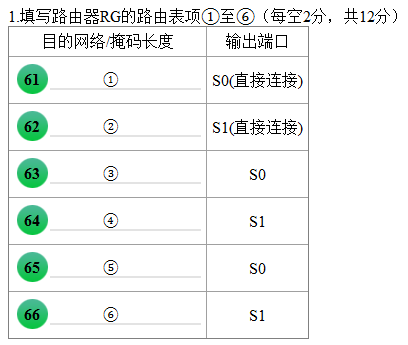 1.填写路由器RG的路由表项①至⑥（每空2分，共12分）
目的网络/掩码长度 输出端口
61 ① S0(直接连接)
62 ② S1(直接连接)
63 ③ S0
64 ④ S1
65 ⑤ S0
66 ⑥ S1